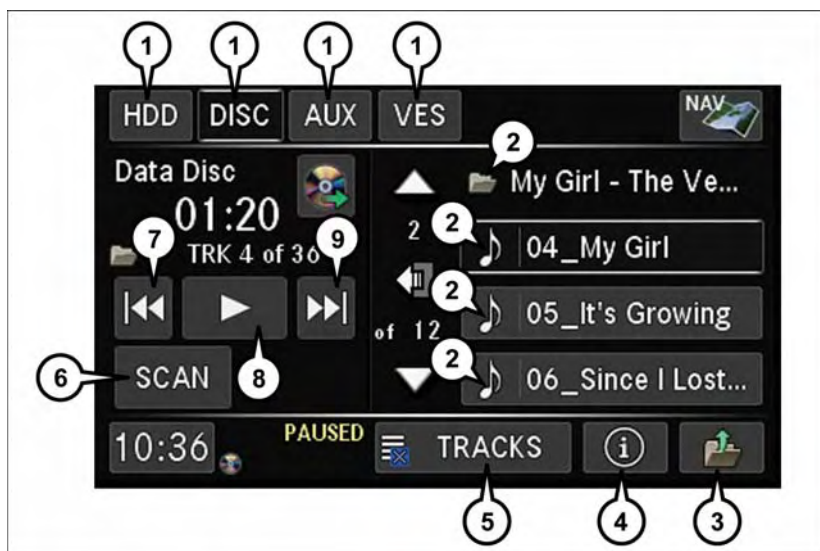 1 1 1 1
HDD DISC AUX VES NAV
2
Data Disc
My Girl - The Ve...
01:20
7 9 2 2
TRK 4 of 36
04_My Girl
2
05_It's Growing
of 12
6 SCAN 8 2
06_Since I Lost...
10:36 PAUSED TRACKS i
5 4 3